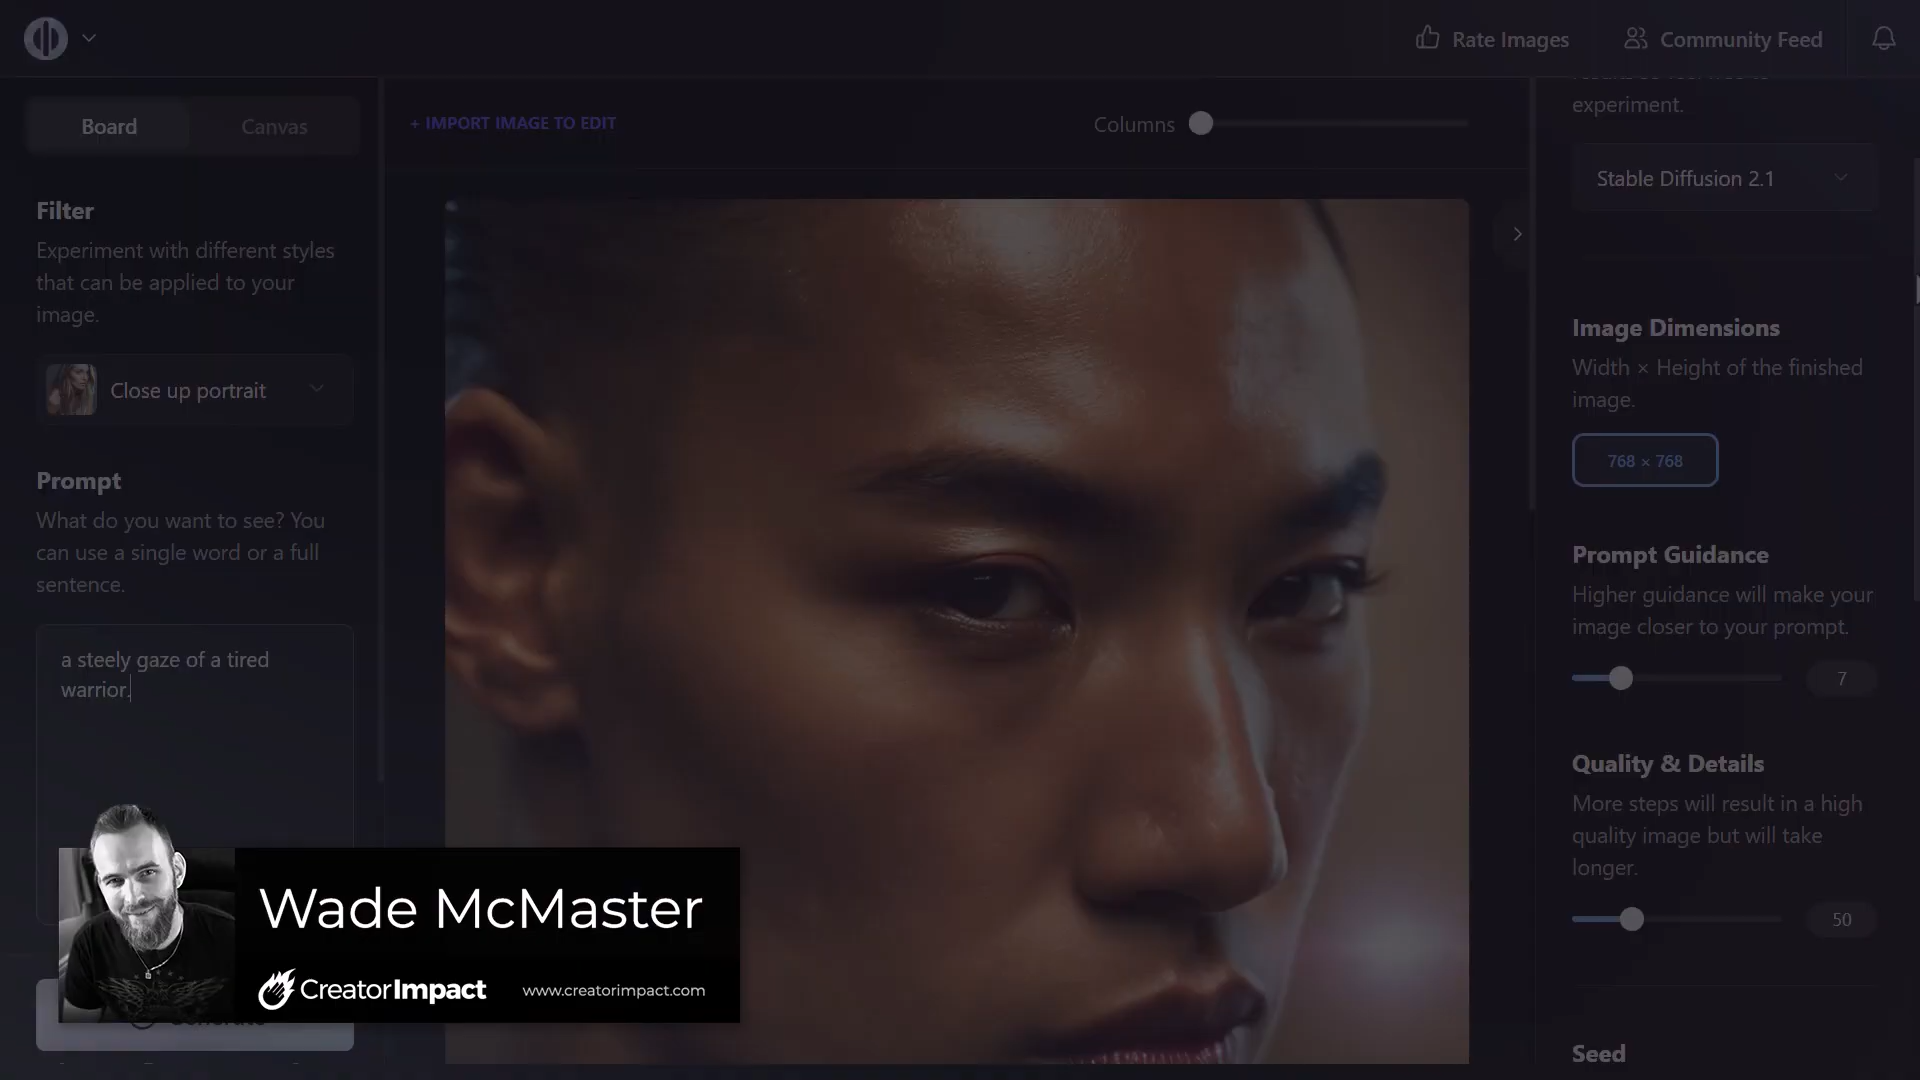 Rate Images
Community Feed
Board
Canvas
+ IMPORT IMAGE TO EDIT
Columns
experiment.
Stable Diffusion 2.1
Filter
Experiment with different styles
that can be applied to your
image.
Close up portrait
Prompt
What do you want to see? You
can use a single word or a full
sentence.
a steely gaze of a tired
warrior.
Image Dimensions
Width × Height of the finished
image.
768 × 768
Prompt Guidance
Higher guidance will make your
image closer to your prompt.
7
Quality & Details
More steps will result in a high
quality image but will take
longer.
50
Seed
Wade McMaster
CreatorImpact
www.creatorimpact.com